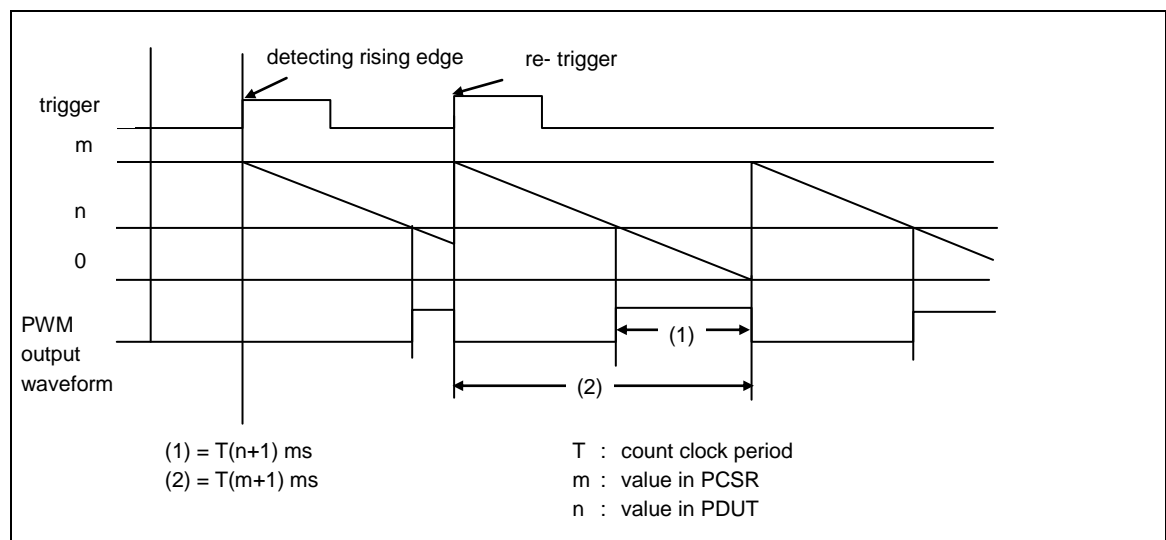 detecting rising edge
re- trigger
trigger
m
n
0
PWM
output
waveform
(1)
(2)
(1) = T(n+1) ms
(2) = T(m+1) ms
T : count clock period
m : value in PCSR
n : value in PDUT